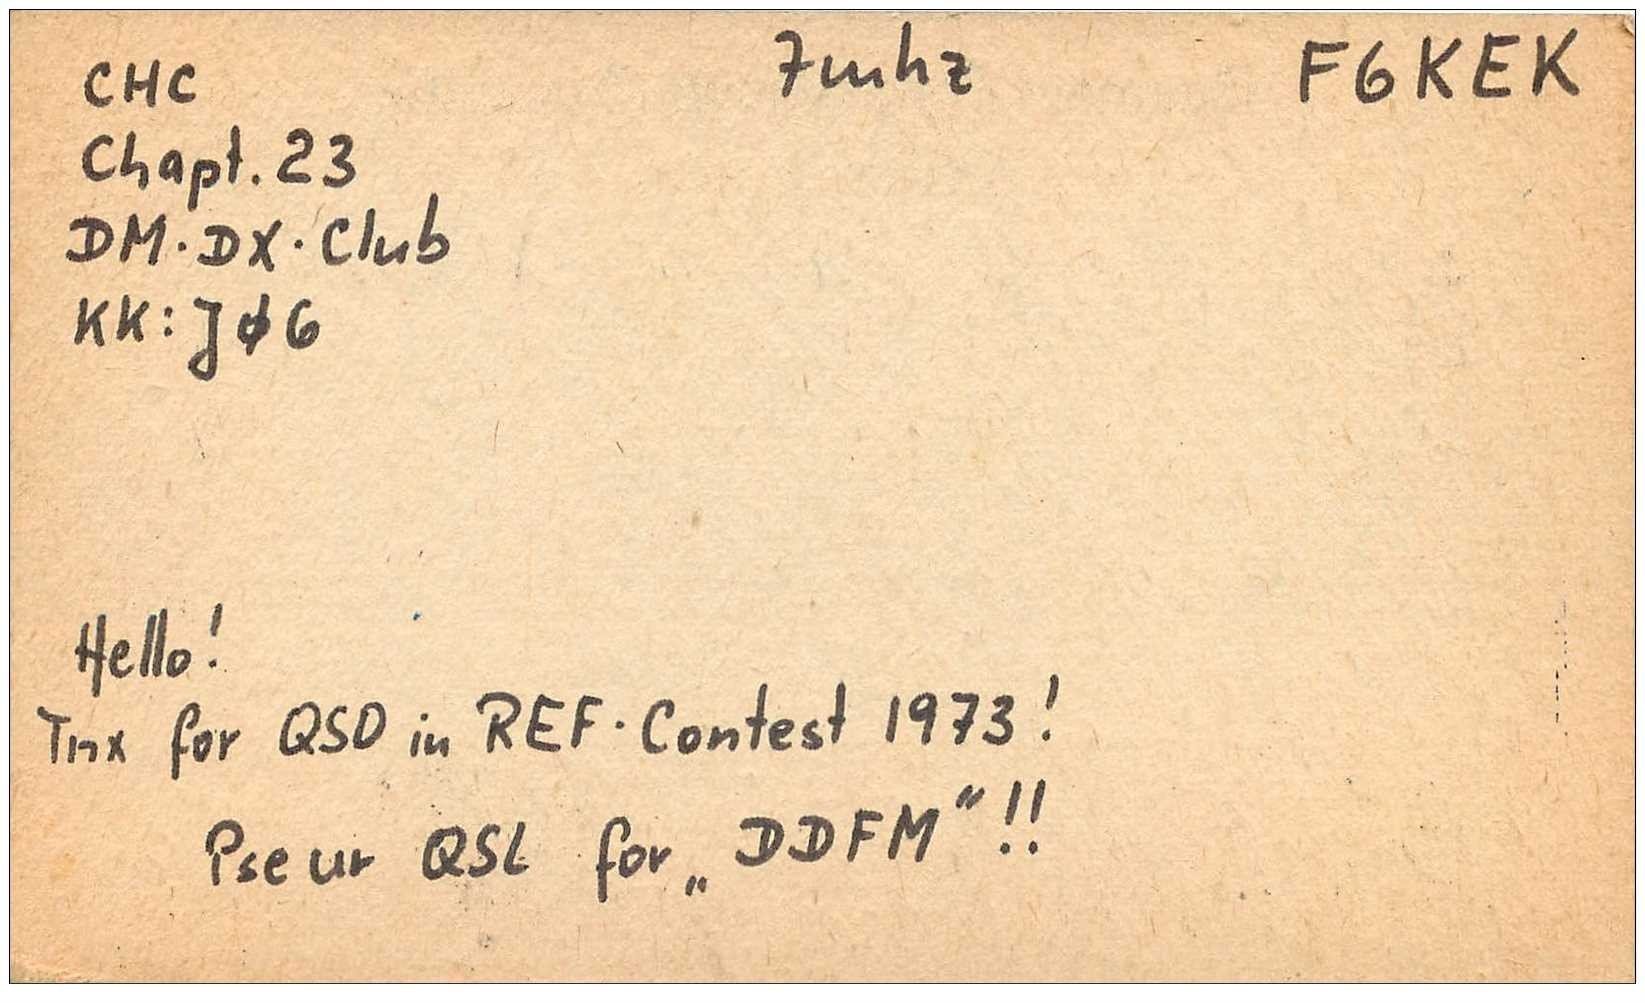 CHC
Chapt. 23
DM·DX·Club
KK: JØ6
7mhz
F6KEK
Hello!
Tnx for QSO in REF·Contest 1973!
Pse ur QSL for „DDFM“!!